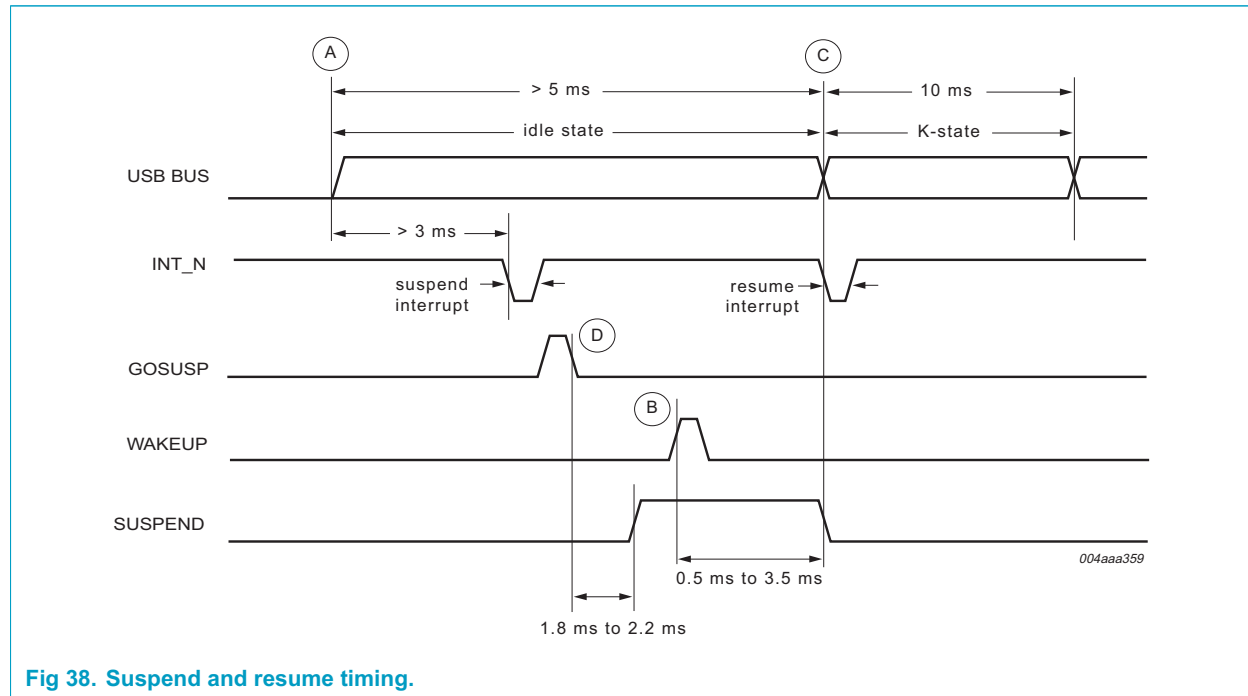 A
C
> 5 ms
10 ms
idle state
K-state
USB BUS
> 3 ms
INT_N
suspend
interrupt
resume
interrupt
D
GOSUSP
B
WAKEUP
SUSPEND
004aaa359
0.5 ms to 3.5 ms
1.8 ms to 2.2 ms
Fig 38. Suspend and resume timing.